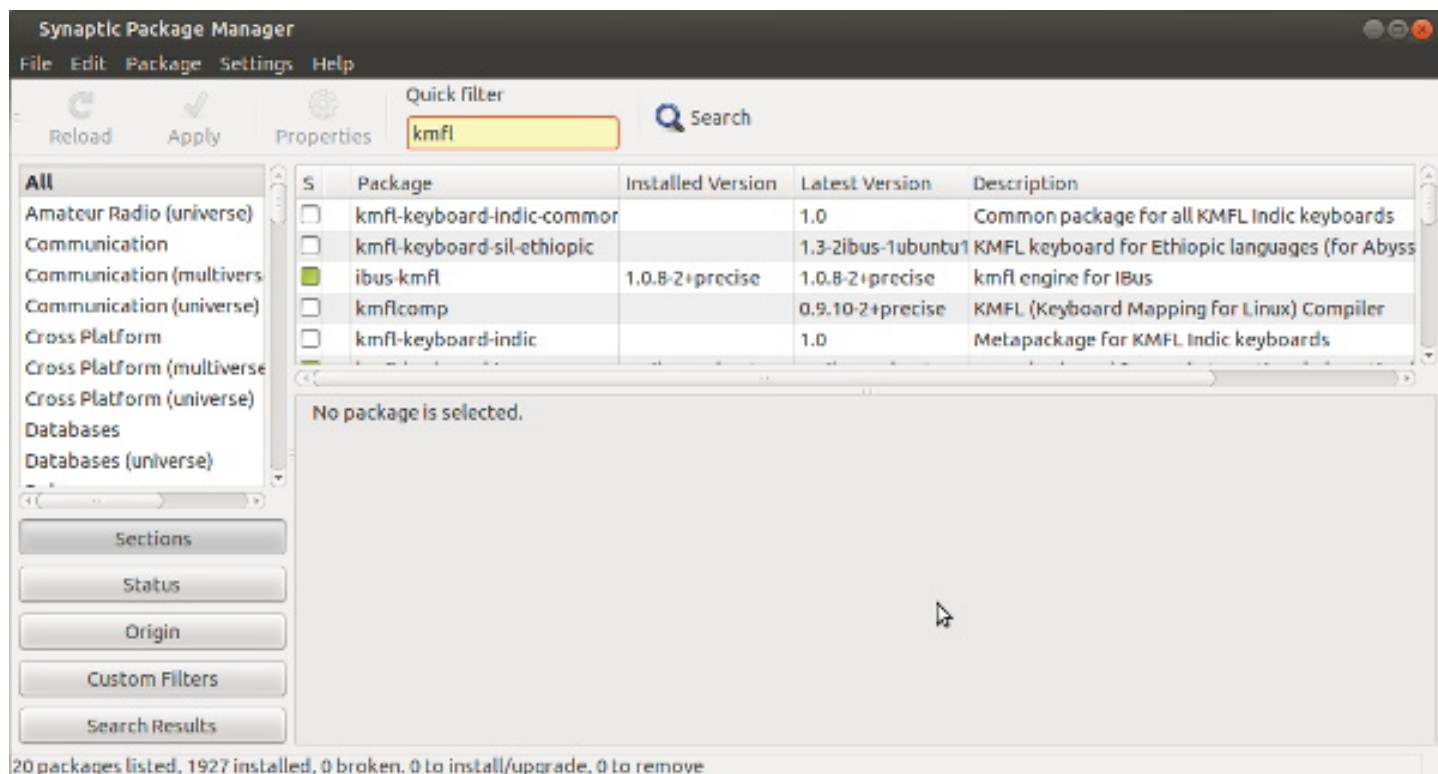 Synaptic Package Manager
File Edit Package Settings Help
Reload Apply Properties Quick filter Search
kmfl
All
Amateur Radio (universe)
Communication
Communication (multivers
Communication (universe)
Cross Platform
Cross Platform (multiverse
Cross Platform (universe)
Databases
Databases (universe)
Sections
Status
Origin
Custom Filters
Search Results
S Package Installed Version Latest Version Description
kmfl-keyboard-indic-common 1.0 Common package for all KMFL Indic keyboards
kmfl-keyboard-sil-ethiopic 1.3-2ibus-1ubuntu1 KMFL keyboard for Ethiopic languages (for Abyss
ibus-kmfl 1.0.8-2+precise 1.0.8-2+precise kmfl engine for IBus
kmflcomp 0.9.10-2+precise KMFL (Keyboard Mapping for Linux) Compiler
kmfl-keyboard-indic 1.0 Metapackage for KMFL Indic keyboards
No package is selected.
20 packages listed, 1927 installed, 0 broken. 0 to install/upgrade, 0 to remove